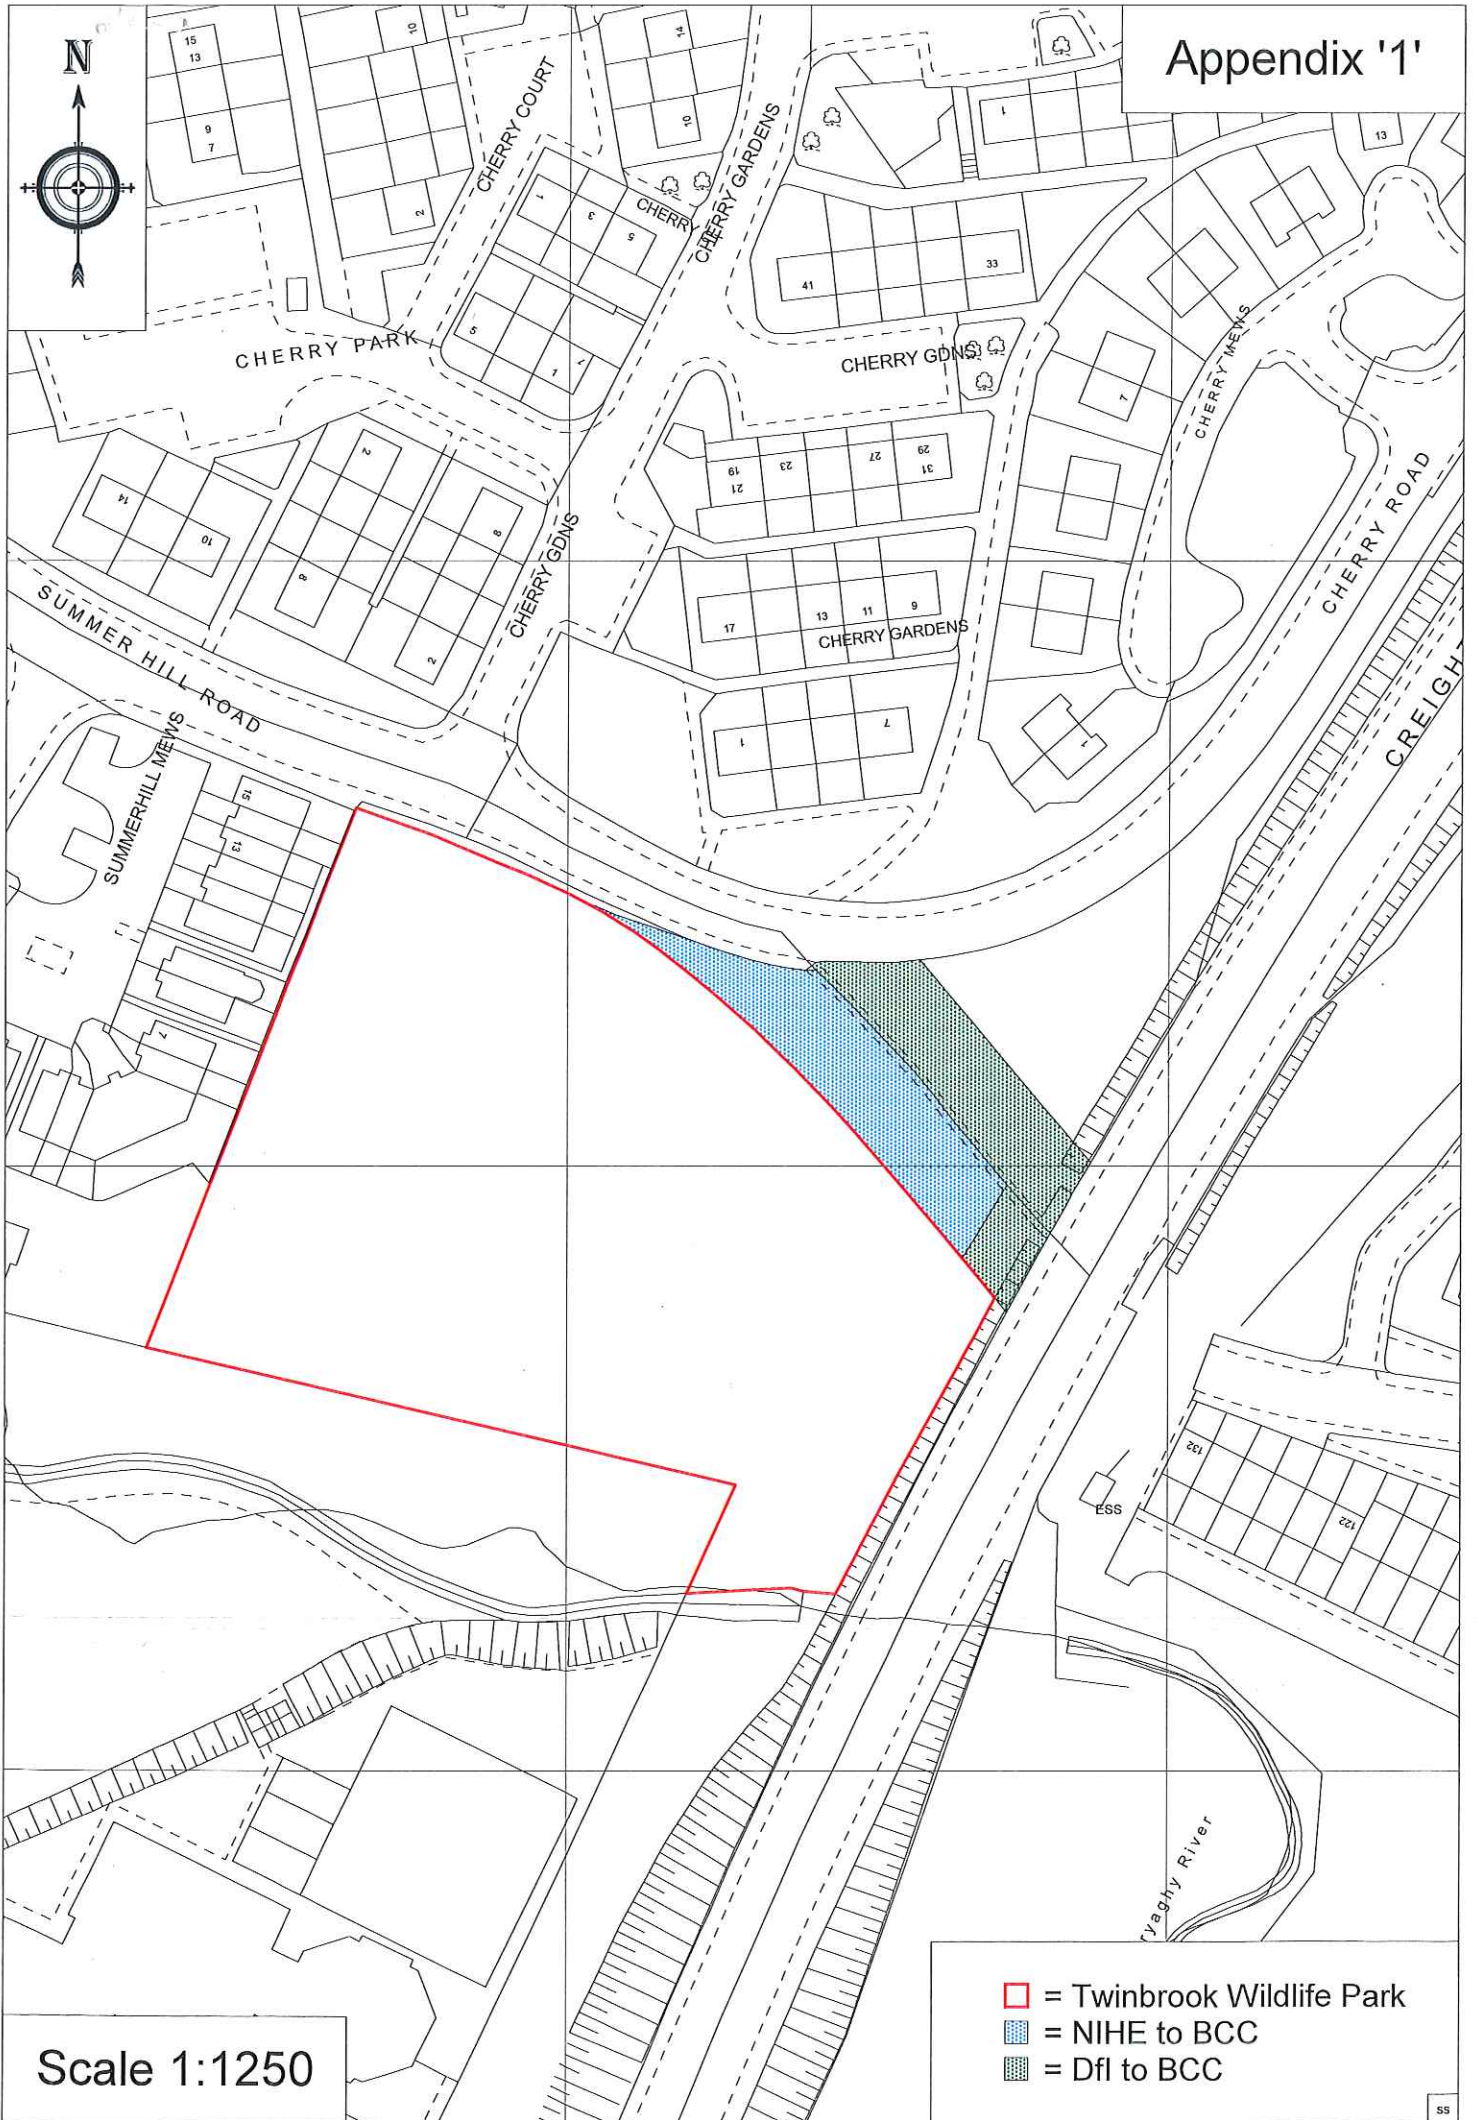 N
Appendix '1'
15
13
9
7
10
2
CHERRY COURT
14
10
CHERRY GARDENS
CHERRY
1
3
5
1
13
41
33
5
1
CHERRY PARK
CHERRY GDNS
CHERRY MEWS
7
CHERRY ROAD
19
21
23
27
29
31
14
10
2
8
8
2
CHERRY GDNS
17
13
11
9
CHERRY GARDENS
SUMMER HILL ROAD
1
7
1
CREIGH
SUMMERHILL MEWS
15
13
7
132
122
ESS
ryaghy River
= Twinbrook Wildlife Park
= NIHE to BCC
= DfI to BCC
Scale 1:1250
SS